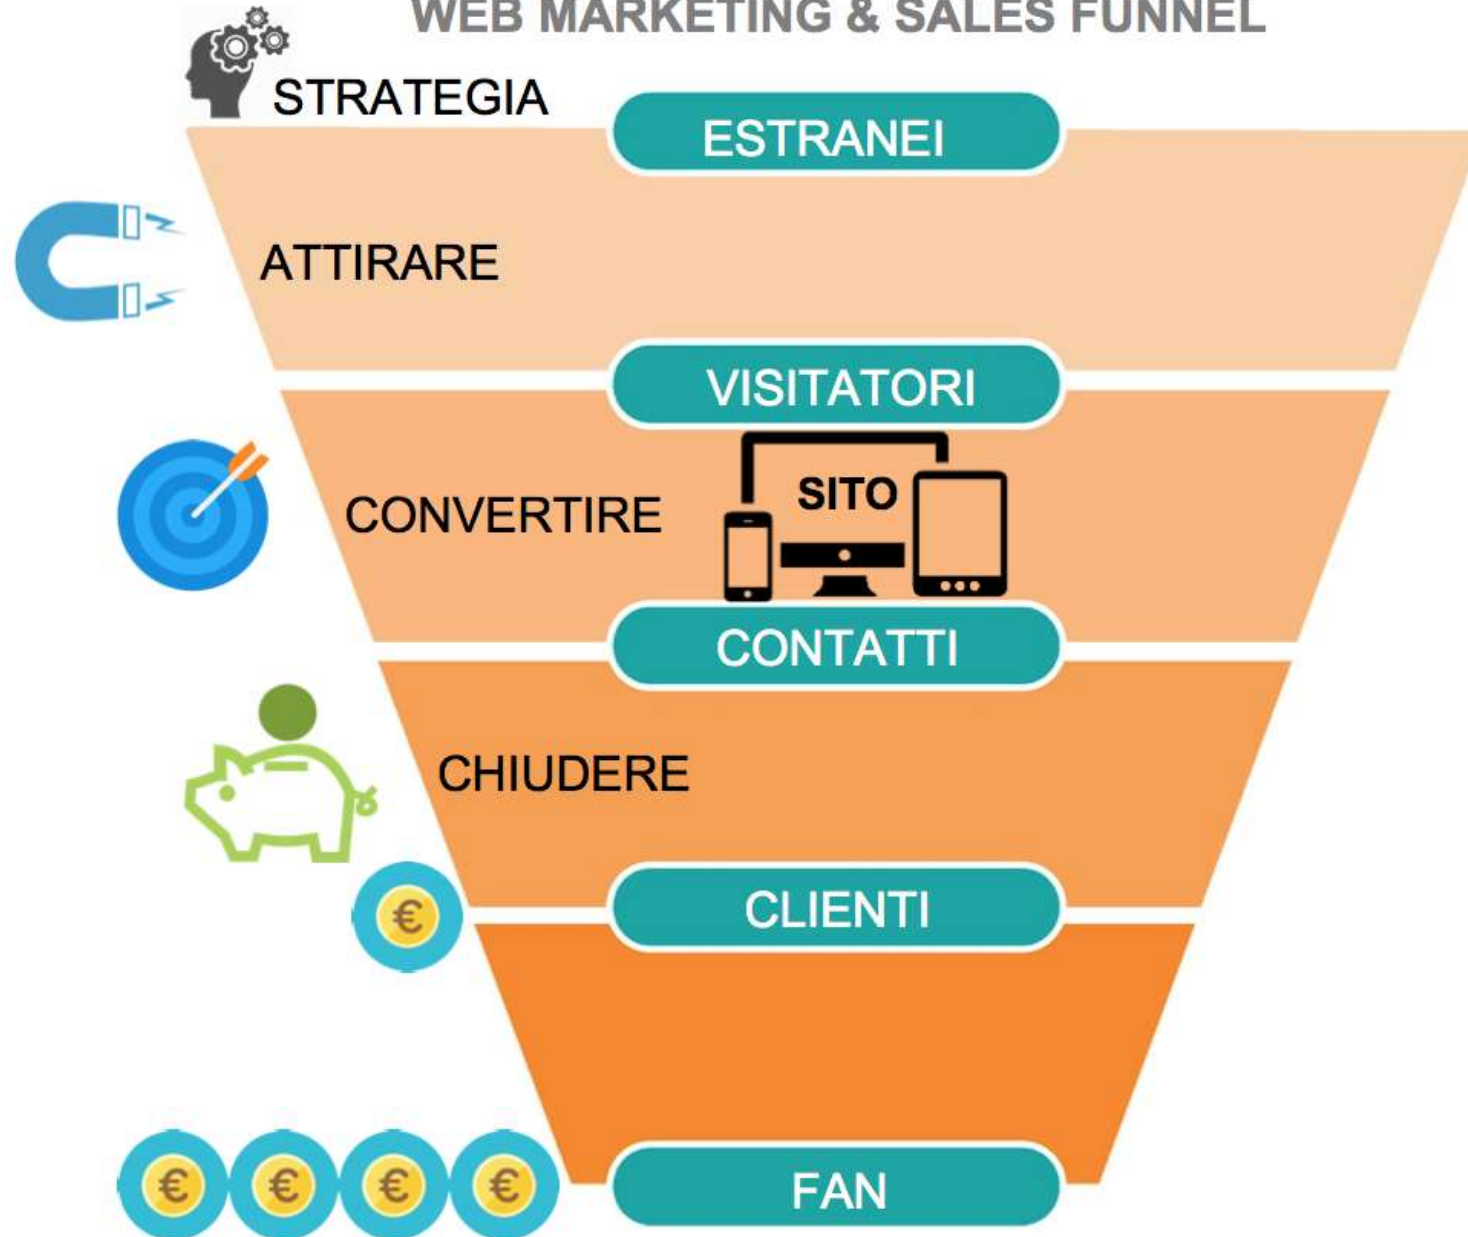 WEB MARKETING & SALES FUNNEL
STRATEGIA
ESTRANEI
ATTIRARE
VISITATORI
SITO
CONVERTIRE
CONTATTI
CHIUDERE
CLIENTI
€
€ € € €
FAN